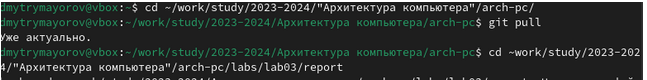 dmytrymayorov@vbox:~$ cd ~/work/study/2023-2024/"Архитектура компьютера"/arch-pc/
dmytrymayorov@vbox:~/work/study/2023-2024/Архитектура компьютера/arch-pc$ git pull
Уже актуально.
dmytrymayorov@vbox:~/work/study/2023-2024/Архитектура компьютера/arch-pc$ cd ~work/study/2023-202
4/"Архитектура компьютера"/arch-pc/labs/lab03/report